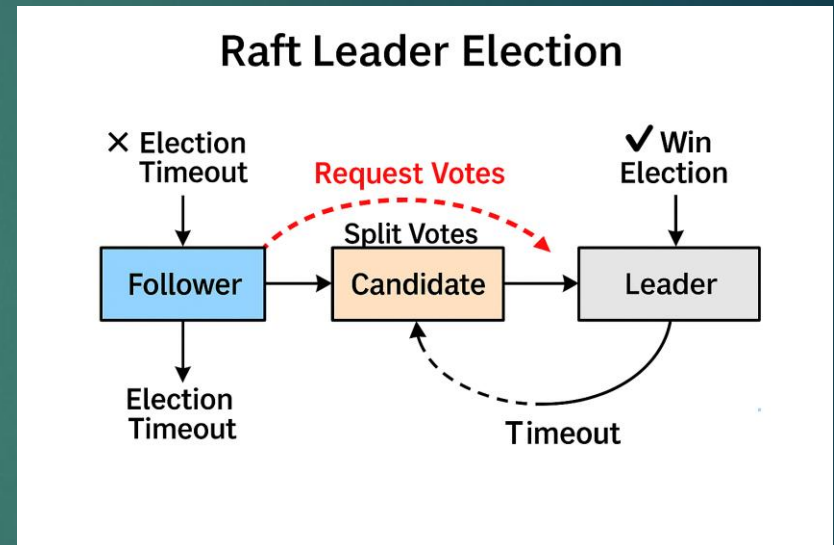 Raft Leader Election
✕ Election
Timeout
Request Votes
✔ Win
Election
Split Votes
Follower
Candidate
Leader
Election
Timeout
Timeout